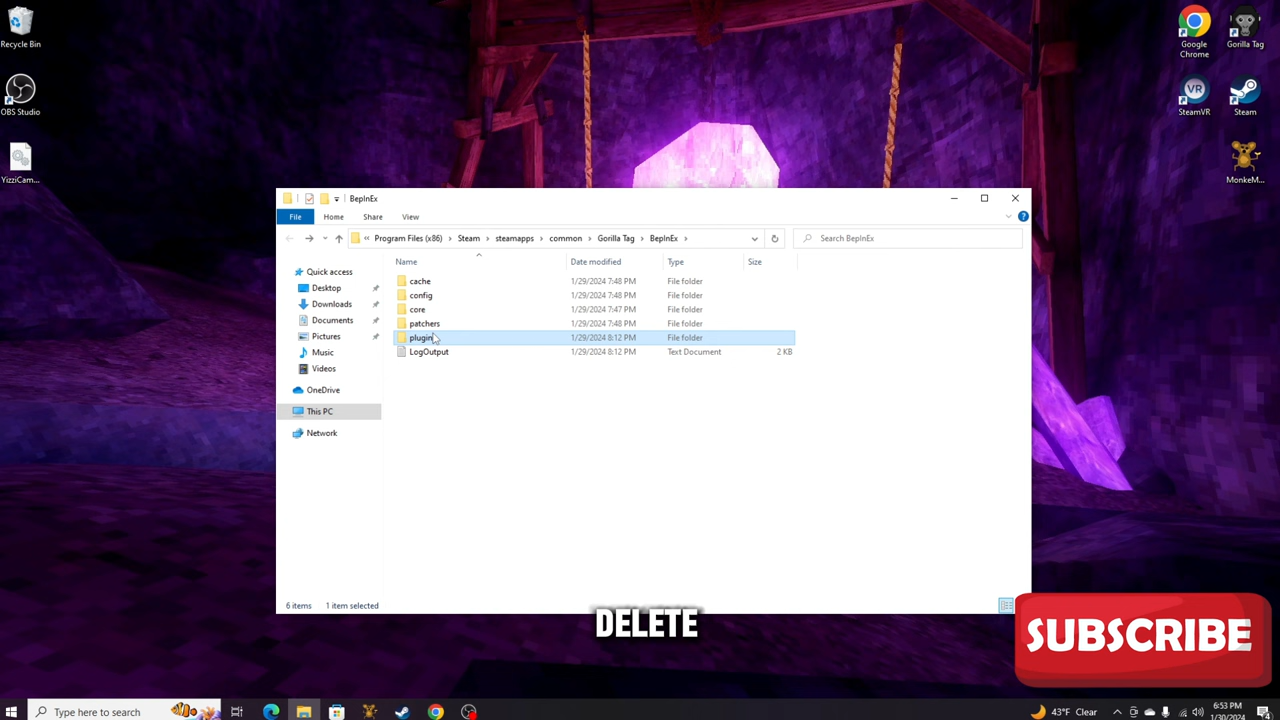 Recycle Bin
OBS Studio
YizziCam...
Google Chrome
Gorilla Tag
VR
SteamVR
Steam
MonkeM...
BepInEx
File Home Share View
« Program Files (x86) > Steam > steamapps > common > Gorilla Tag > BepInEx >
Search BepInEx
Name Date modified Type Size
Quick access
Desktop
Downloads
Documents
Pictures
Music
Videos
OneDrive
This PC
Network
cache 1/29/2024 7:48 PM File folder
config 1/29/2024 7:48 PM File folder
core 1/29/2024 7:47 PM File folder
patchers 1/29/2024 7:48 PM File folder
plugin 1/29/2024 8:12 PM File folder
LogOutput 1/29/2024 8:12 PM Text Document 2 KB
6 items 1 item selected
DELETE
SUBSCRIBE
Type here to search
43°F Clear
6:53 PM
1/30/2024